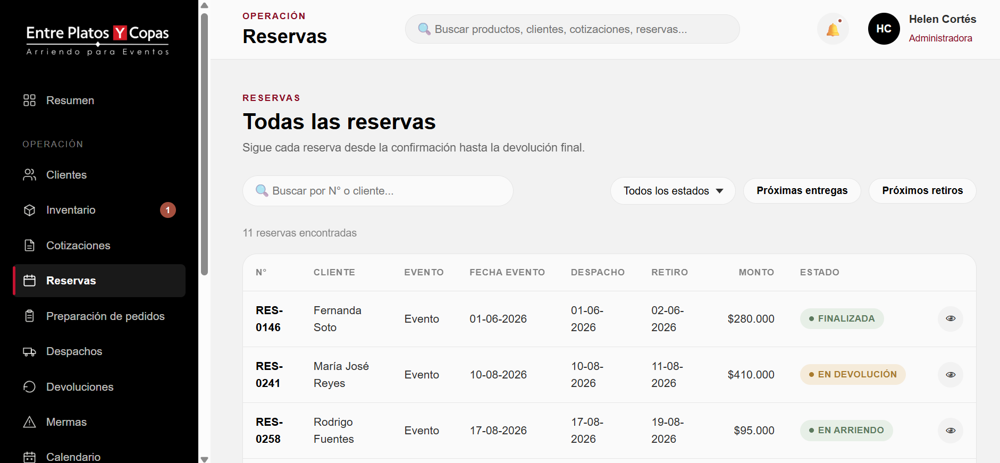 Entre Platos Y Copas
Arriendo para Eventos
Resumen
OPERACIÓN
Clientes
Inventario 1
Cotizaciones
Reservas
Preparación de pedidos
Despachos
Devoluciones
Mermas
Calendario
OPERACIÓN
Reservas
Buscar productos, clientes, cotizaciones, reservas...
HC
Helen Cortés
Administradora
RESERVAS
Todas las reservas
Sigue cada reserva desde la confirmación hasta la devolución final.
Buscar por N° o cliente...
Todos los estados
Próximas entregas
Próximos retiros
11 reservas encontradas
N° CLIENTE EVENTO FECHA EVENTO DESPACHO RETIRO MONTO ESTADO
RES-0146 Fernanda Soto Evento 01-06-2026 01-06-2026 02-06-2026 $280.000 FINALIZADA
RES-0241 María José Reyes Evento 10-08-2026 10-08-2026 11-08-2026 $410.000 EN DEVOLUCIÓN
RES-0258 Rodrigo Fuentes Evento 17-08-2026 17-08-2026 19-08-2026 $95.000 EN ARRIENDO